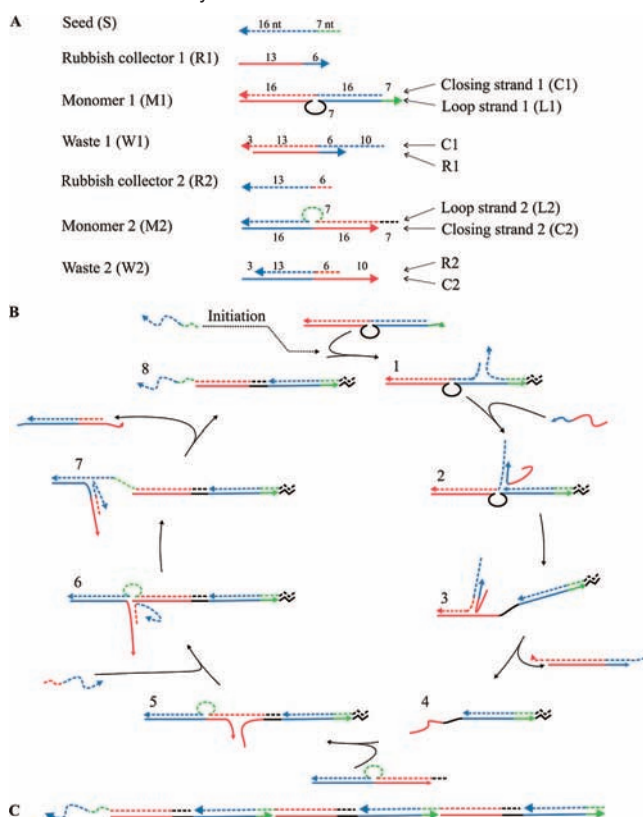 A
Seed (S)
16 nt 7 nt
Rubbish collector 1 (R1)
13 6
Monomer 1 (M1)
16 16 7
7
Closing strand 1 (C1)
Loop strand 1 (L1)
Waste 1 (W1)
3 13 6 10
C1
R1
Rubbish collector 2 (R2)
13 6
Monomer 2 (M2)
7
16 16 7
Loop strand 2 (L2)
Closing strand 2 (C2)
Waste 2 (W2)
3 13 6 10
R2
C2
B
Initiation
8
1
7
2
6
3
5
4
C